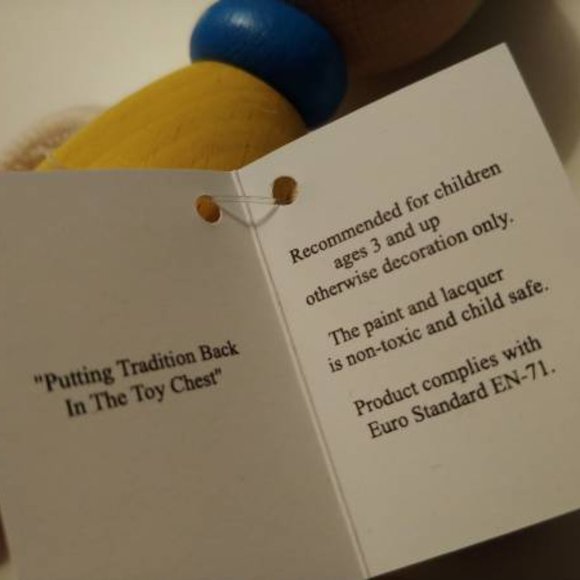 "Putting Tradition Back
In The Toy Chest"
Recommended for children
ages 3 and up
otherwise decoration only.
The paint and lacquer
is non-toxic and child safe.
Product complies with
Euro Standard EN-71.